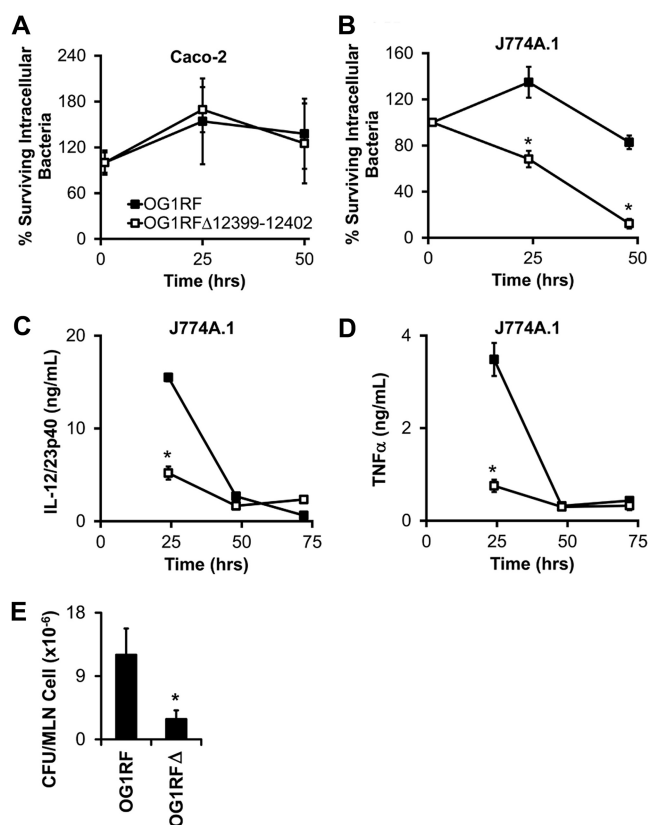 A
Caco-2
240
180
120
60
0
% Surviving Intracellular
Bacteria
OG1RF
OG1RFΔ12399-12402
0 25 50
Time (hrs)
B
J774A.1
160
120
80
40
0
% Surviving Intracellular
Bacteria
*
*
0 25 50
Time (hrs)
C
J774A.1
20
10
0
IL-12/23p40 (ng/mL)
*
0 25 50 75
Time (hrs)
D
J774A.1
4
2
0
TNFα (ng/mL)
*
0 25 50 75
Time (hrs)
E
18
9
0
CFU/MLN Cell (x10-6)
*
OG1RF
OG1RFΔ